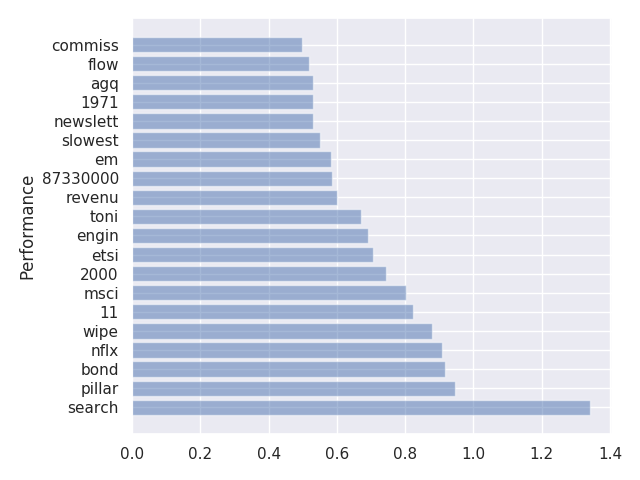 commiss
flow
agq
1971
newslett
slowest
em
87330000
revenu
toni
engin
etsi
2000
msci
11
wipe
nflx
bond
pillar
search
Performance
0.0 0.2 0.4 0.6 0.8 1.0 1.2 1.4